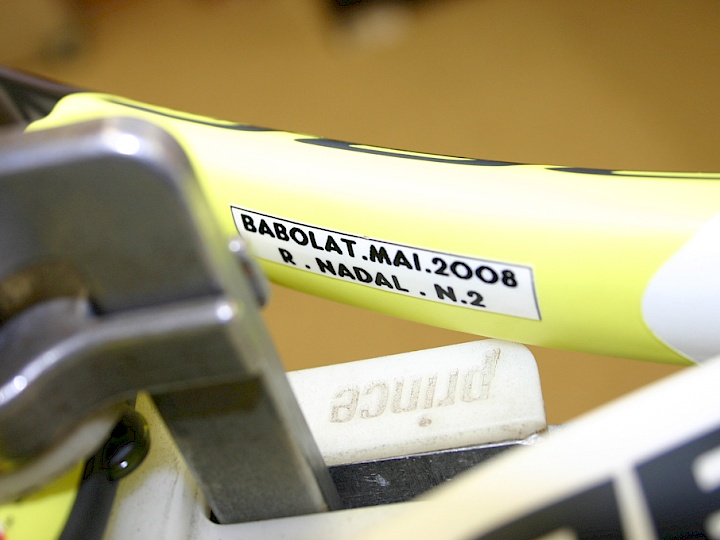 BABOLAT.MAI.2008
R. NADAL . N.2
prince